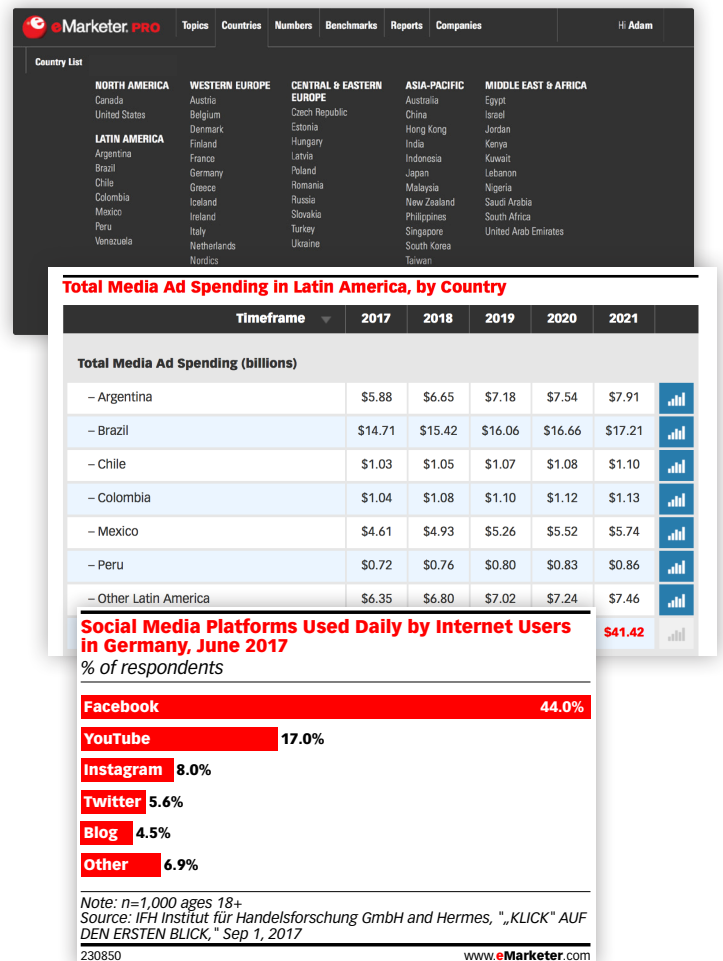 eMarketer. PRO Topics Countries Numbers Benchmarks Reports Companies Hi Adam
Country List
NORTH AMERICA
Canada
United States
LATIN AMERICA
Argentina
Brazil
Chile
Colombia
Mexico
Peru
Venezuela
WESTERN EUROPE
Austria
Belgium
Denmark
Finland
France
Germany
Greece
Iceland
Ireland
Italy
Netherlands
Nordics
CENTRAL & EASTERN
EUROPE
Czech Republic
Estonia
Hungary
Latvia
Poland
Romania
Russia
Slovakia
Turkey
Ukraine
ASIA-PACIFIC
Australia
China
Hong Kong
India
Indonesia
Japan
Malaysia
New Zealand
Philippines
Singapore
South Korea
Taiwan
MIDDLE EAST & AFRICA
Egypt
Israel
Jordan
Kenya
Kuwait
Lebanon
Nigeria
Saudi Arabia
South Africa
United Arab Emirates
Total Media Ad Spending in Latin America, by Country
Timeframe 2017 2018 2019 2020 2021
Total Media Ad Spending (billions)
– Argentina $5.88 $6.65 $7.18 $7.54 $7.91
– Brazil $14.71 $15.42 $16.06 $16.66 $17.21
– Chile $1.03 $1.05 $1.07 $1.08 $1.10
– Colombia $1.04 $1.08 $1.10 $1.12 $1.13
– Mexico $4.61 $4.93 $5.26 $5.52 $5.74
– Peru $0.72 $0.76 $0.80 $0.83 $0.86
– Other Latin America $6.35 $6.80 $7.02 $7.24 $7.46
$41.42
Social Media Platforms Used Daily by Internet Users
in Germany, June 2017
% of respondents
Facebook 44.0%
YouTube 17.0%
Instagram 8.0%
Twitter 5.6%
Blog 4.5%
Other 6.9%
Note: n=1,000 ages 18+
Source: IFH Institut für Handelsforschung GmbH and Hermes, "„KLICK" AUF
DEN ERSTEN BLICK," Sep 1, 2017
230850 www.eMarketer.com